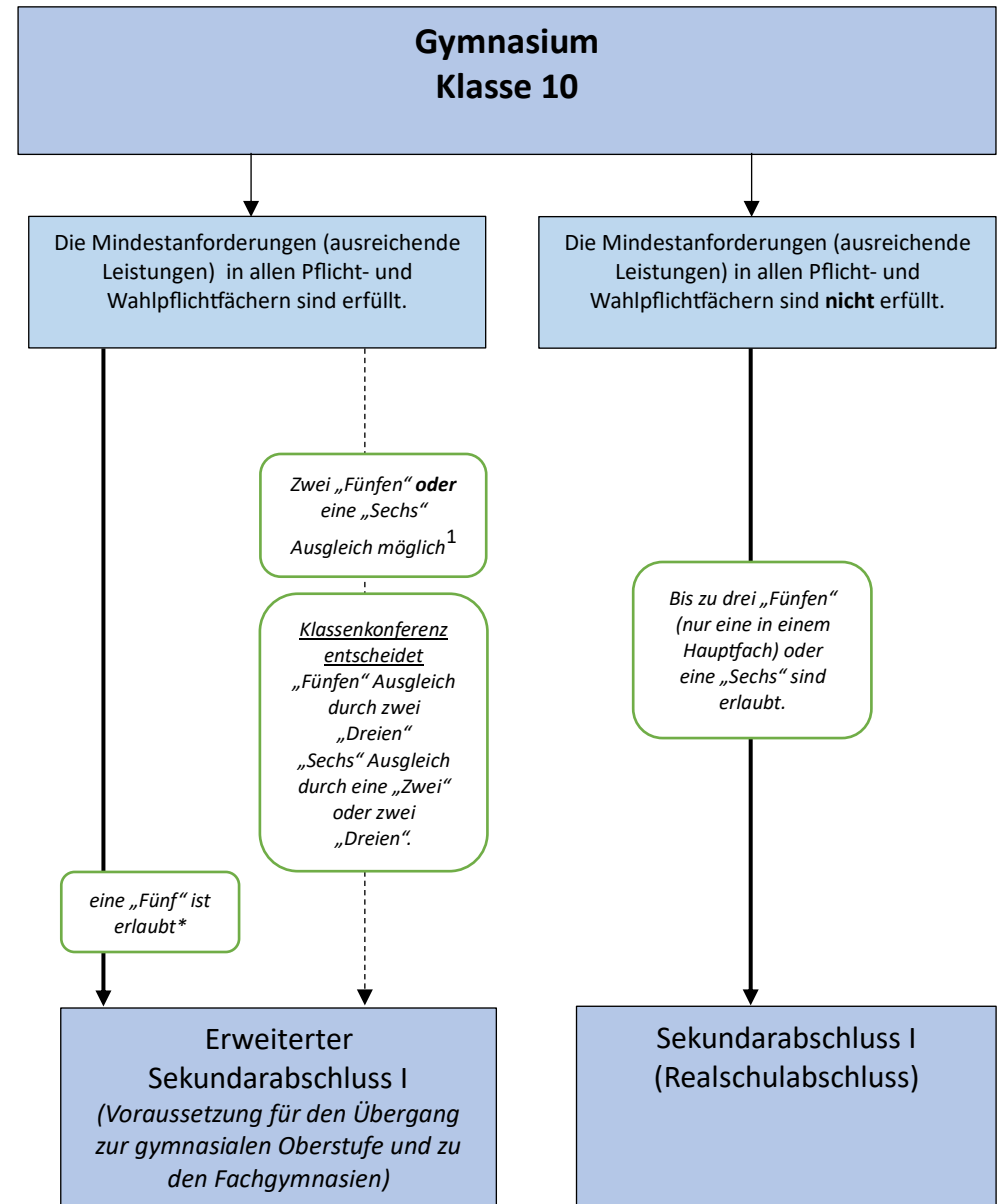 Gymnasium
Klasse 10
Die Mindestanforderungen (ausreichende
Leistungen)  in allen Pflicht- und
Wahlpflichtfächern sind erfüllt.
Die Mindestanforderungen (ausreichende
Leistungen) in allen Pflicht- und
Wahlpflichtfächern sind nicht erfüllt.
Zwei „Fünfen“ oder
eine „Sechs“
Ausgleich möglich1
Klassenkonferenz
entscheidet
„Fünfen“ Ausgleich
durch zwei
„Dreien“
„Sechs“ Ausgleich
durch eine „Zwei“
oder zwei
„Dreien“.
Bis zu drei „Fünfen“
(nur eine in einem
Hauptfach) oder
eine „Sechs“ sind
erlaubt.
eine „Fünf“ ist
erlaubt*
Erweiterter
Sekundarabschluss I
(Voraussetzung für den Übergang
zur gymnasialen Oberstufe und zu
den Fachgymnasien)
Sekundarabschluss I
(Realschulabschluss)